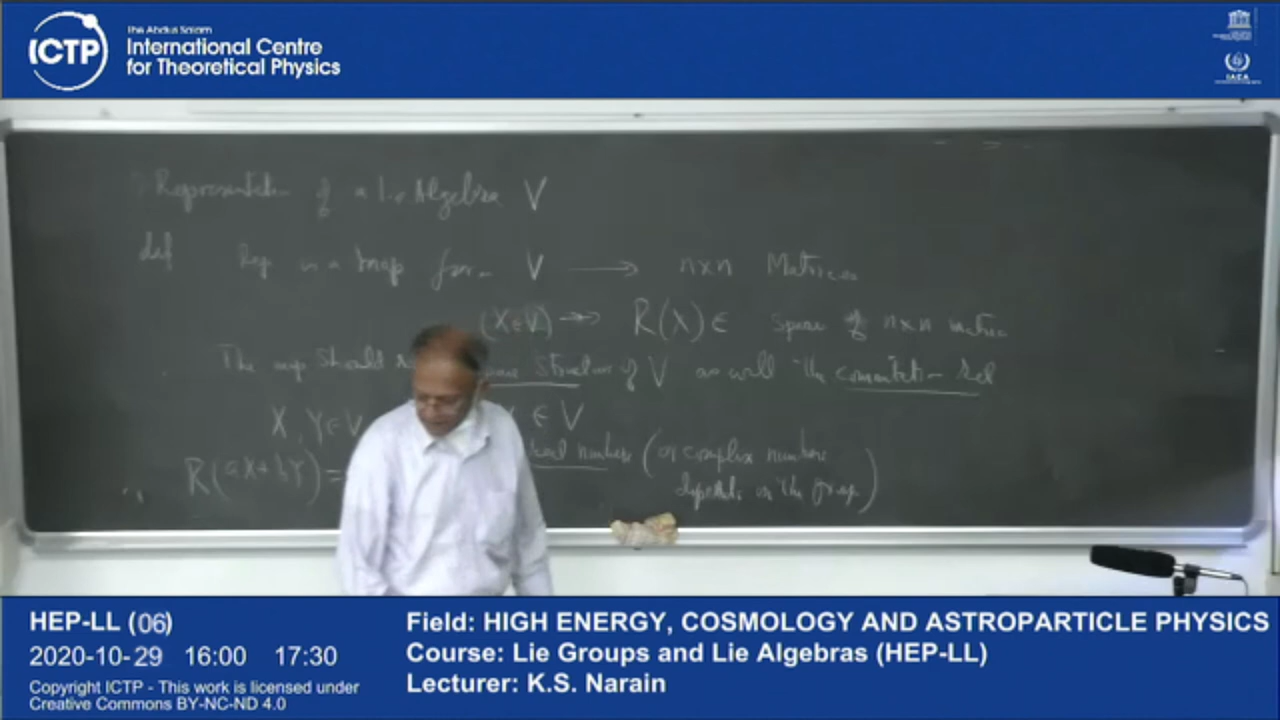 ICTP
The Abdus Salam
International Centre
for Theoretical Physics
IAEA
Representation of a Lie Algebra V
def Rep is a map from V → n×n Matrices
(X∈V) → R(X) ∈ space of n×n matrices
The map should space structure of V as well the commutation rel
X, Y∈V ∈ V
R(aX+bY) = real numbers (or complex numbers
depends on the group)
HEP-LL (06)
2020-10-29 16:00 17:30
Copyright ICTP - This work is licensed under
Creative Commons BY-NC-ND 4.0
Field: HIGH ENERGY, COSMOLOGY AND ASTROPARTICLE PHYSICS
Course: Lie Groups and Lie Algebras (HEP-LL)
Lecturer: K.S. Narain